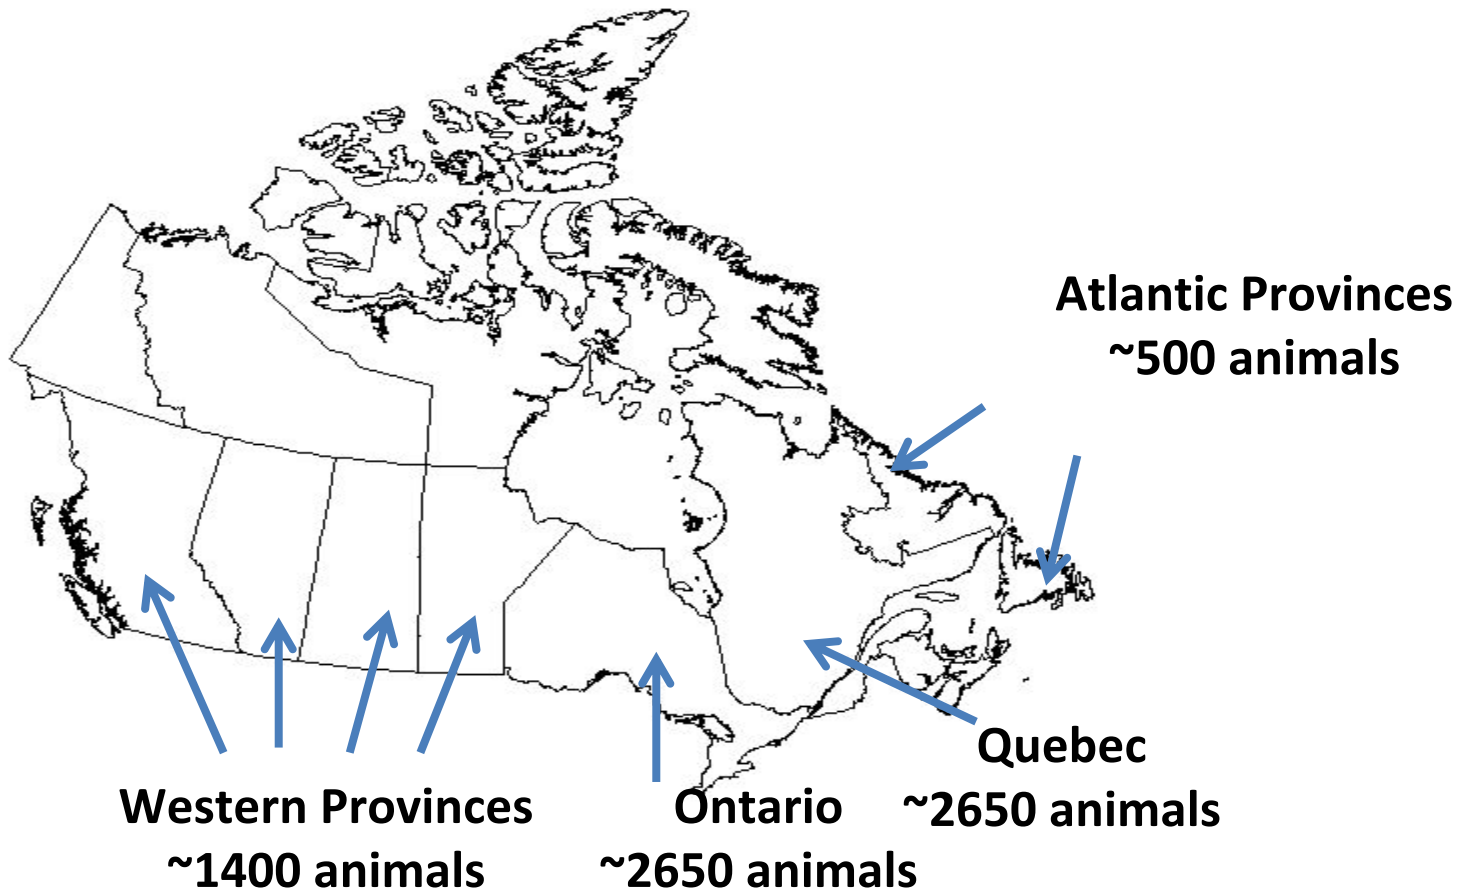 Atlantic Provinces
~500 animals
Quebec
~2650 animals
Ontario
~2650 animals
Western Provinces
~1400 animals